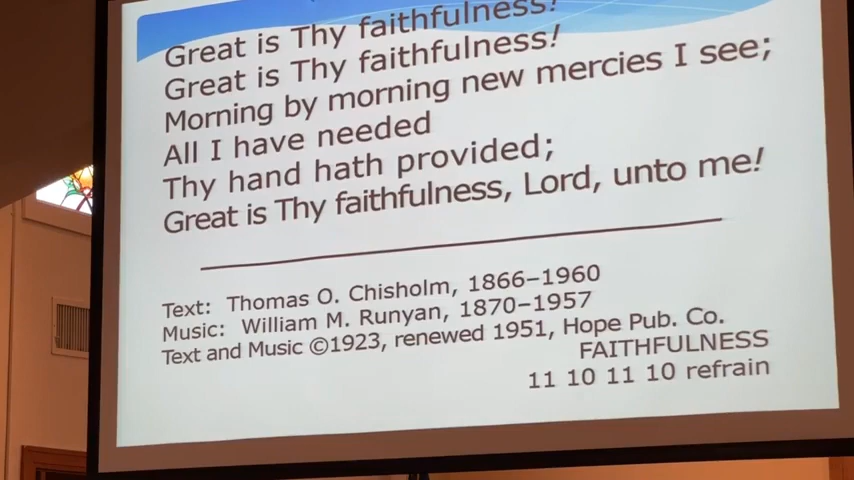 Great is Thy faithfulness!
Great is Thy faithfulness!
Morning by morning new mercies I see;
All I have needed
Thy hand hath provided;
Great is Thy faithfulness, Lord, unto me!
Text: Thomas O. Chisholm, 1866–1960
Music: William M. Runyan, 1870–1957
Text and Music ©1923, renewed 1951, Hope Pub. Co.
FAITHFULNESS
11 10 11 10 refrain